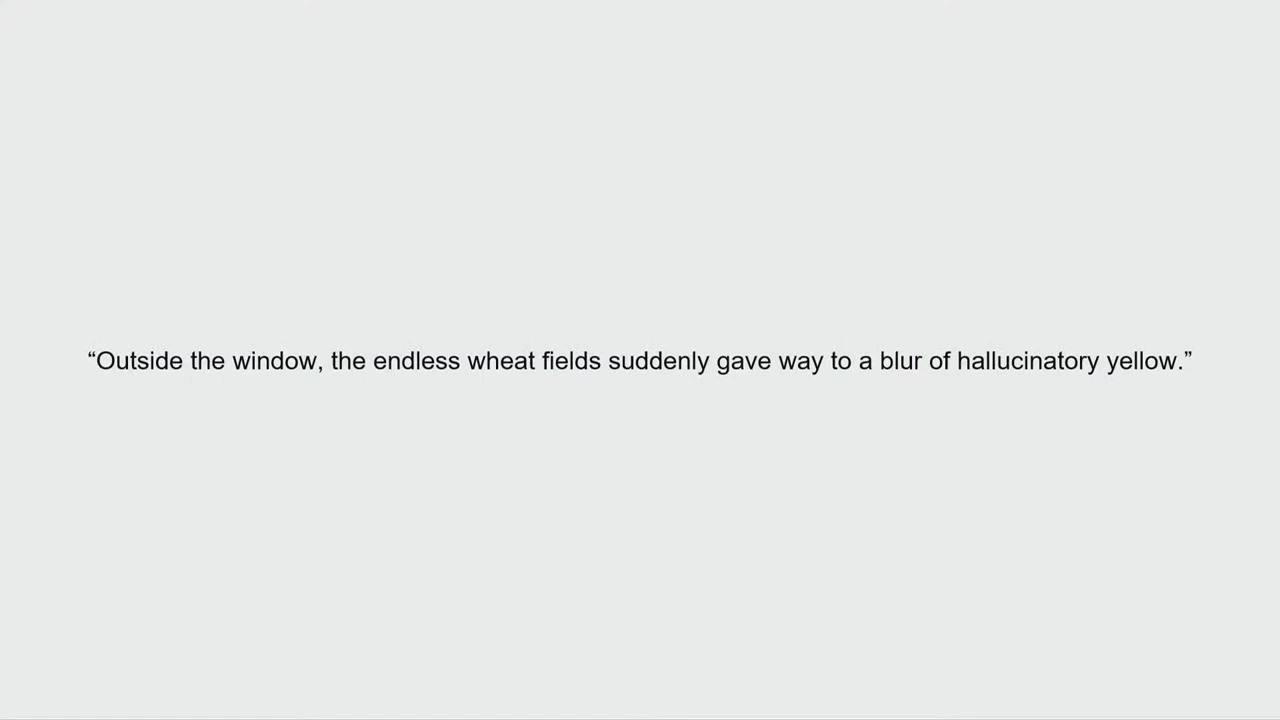 “Outside the window, the endless wheat fields suddenly gave way to a blur of hallucinatory yellow.”